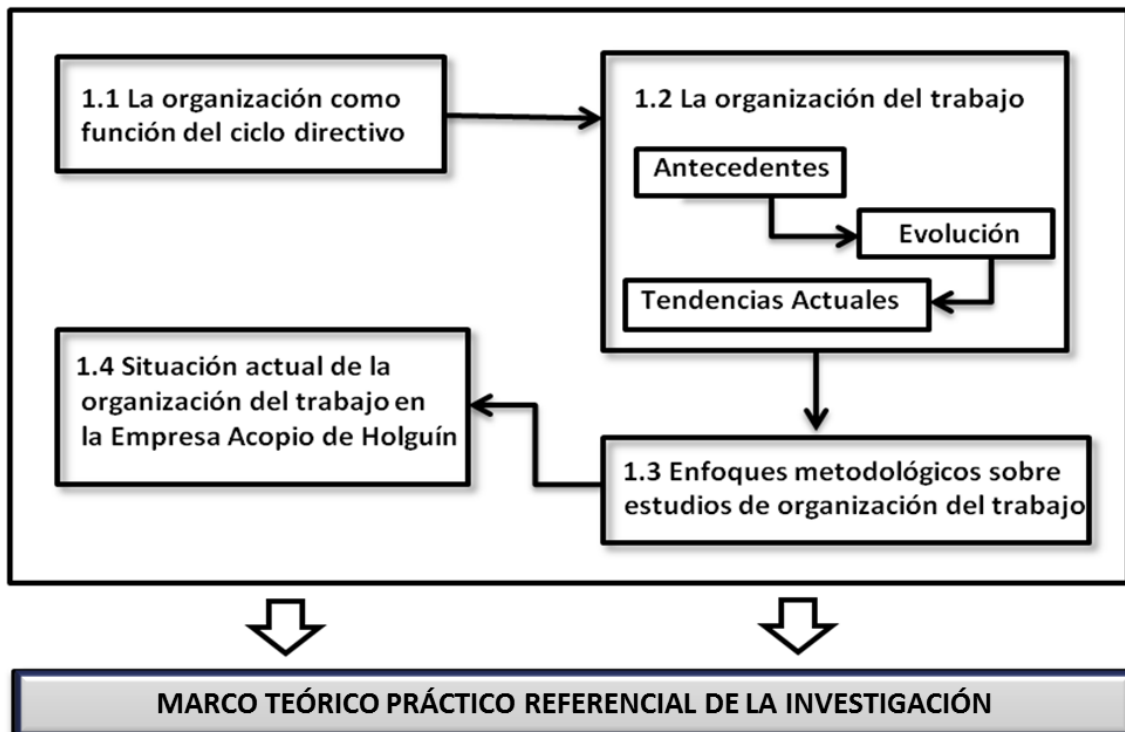 1.1 La organización como
función del ciclo directivo
1.2 La organización del trabajo
Antecedentes
Evolución
Tendencias Actuales
1.3 Enfoques metodológicos sobre
estudios de organización del trabajo
1.4 Situación actual de la
organización del trabajo en
la Empresa Acopio de Holguín
MARCO TEÓRICO PRÁCTICO REFERENCIAL DE LA INVESTIGACIÓN